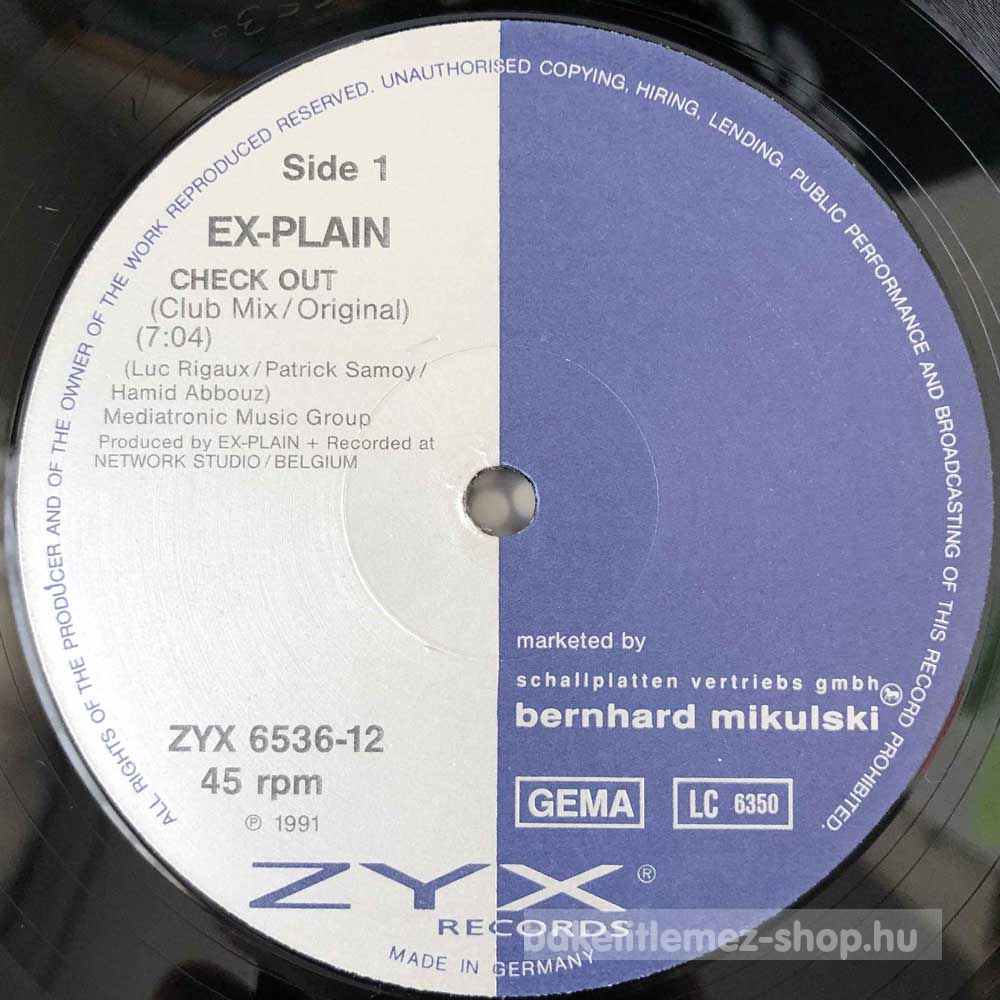 ALL RIGHTS OF THE PRODUCER AND OF THE OWNER OF THE WORK REPRODUCED RESERVED. UNAUTHORISED COPYING, HIRING, LENDING. PUBLIC PERFORMANCE AND BROADCASTING OF THIS RECORD PROHIBITED.
Side 1
EX-PLAIN
CHECK OUT
(Club Mix/Original)
(7:04)
(Luc Rigaux/Patrick Samoy/
Hamid Abbouz)
Mediatronic Music Group
Produced by EX-PLAIN + Recorded at
NETWORK STUDIO/BELGIUM
marketed by
schallplatten vertriebs gmbh
bernhard mikulski
ZYX 6536-12
45 rpm
℗ 1991
GEMA
LC 6350
ZYX ®
RECORDS
MADE IN GERMANY
bakelitlemez-shop.hu